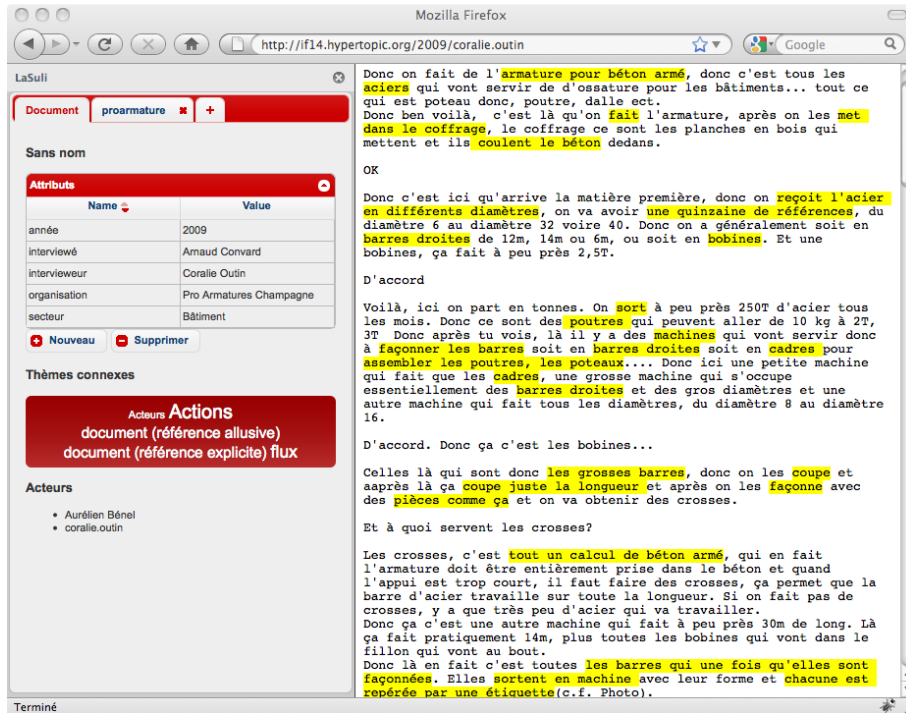 Mozilla Firefox
http://if14.hypertopic.org/2009/coralie.outin
Google
LaSuli
Document proarmature +
Sans nom
Attributs
Name Value
année 2009
interviewé Arnaud Convard
intervieweur Coralie Outin
organisation Pro Armatures Champagne
secteur Bâtiment
Nouveau Supprimer
Thèmes connexes
Acteurs Actions
document (référence allusive)
document (référence explicite) flux
Acteurs
• Aurélien Bénel
• coralie.outin
Donc on fait de l'armature pour béton armé, donc c'est tous les
aciers qui vont servir de d'ossature pour les bâtiments... tout ce
qui est poteau donc, poutre, dalle ect.
Donc ben voilà, c'est là qu'on fait l'armature, après on les met
dans le coffrage, le coffrage ce sont les planches en bois qui
mettent et ils coulent le béton dedans.
OK
Donc c'est ici qu'arrive la matière première, donc on reçoit l'acier
en différents diamètres, on va avoir une quinzaine de références, du
diamètre 6 au diamètre 32 voire 40. Donc on a généralement soit en
barres droites de 12m, 14m ou 6m, ou soit en bobines. Et une
bobines, ça fait à peu près 2,5T.
D'accord
Voilà, ici on part en tonnes. On sort à peu près 250T d'acier tous
les mois. Donc ce sont des poutres qui peuvent aller de 10 kg à 2T,
3T Donc après tu vois, là il y a des machines qui vont servir donc
à façonner les barres soit en barres droites soit en cadres pour
assembler les poutres, les poteaux.... Donc ici une petite machine
qui fait que les cadres, une grosse machine qui s'occupe
essentiellement des barres droites et des gros diamètres et une
autre machine qui fait tous les diamètres, du diamètre 8 au diamètre
16.
D'accord. Donc ça c'est les bobines...
Celles là qui sont donc les grosses barres, donc on les coupe et
aaprès là ça coupe juste la longueur et après on les façonne avec
des pièces comme ça et on va obtenir des crosses.
Et à quoi servent les crosses?
Les crosses, c'est tout un calcul de béton armé, qui en fait
l'armature doit être entièrement prise dans le béton et quand
l'appui est trop court, il faut faire des crosses, ça permet que la
barre d'acier travaille sur toute la longueur. Si on fait pas de
crosses, y a que très peu d'acier qui va travailler.
Donc ça c'est une autre machine qui fait à peu près 30m de long. Là
ça fait pratiquement 14m, plus toutes les bobines qui vont dans le
fillon qui vont au bout.
Donc là en fait c'est toutes les barres qui une fois qu'elles sont
façonnées. Elles sortent en machine avec leur forme et chacune est
repérée par une étiquette(c.f. Photo).
Terminé